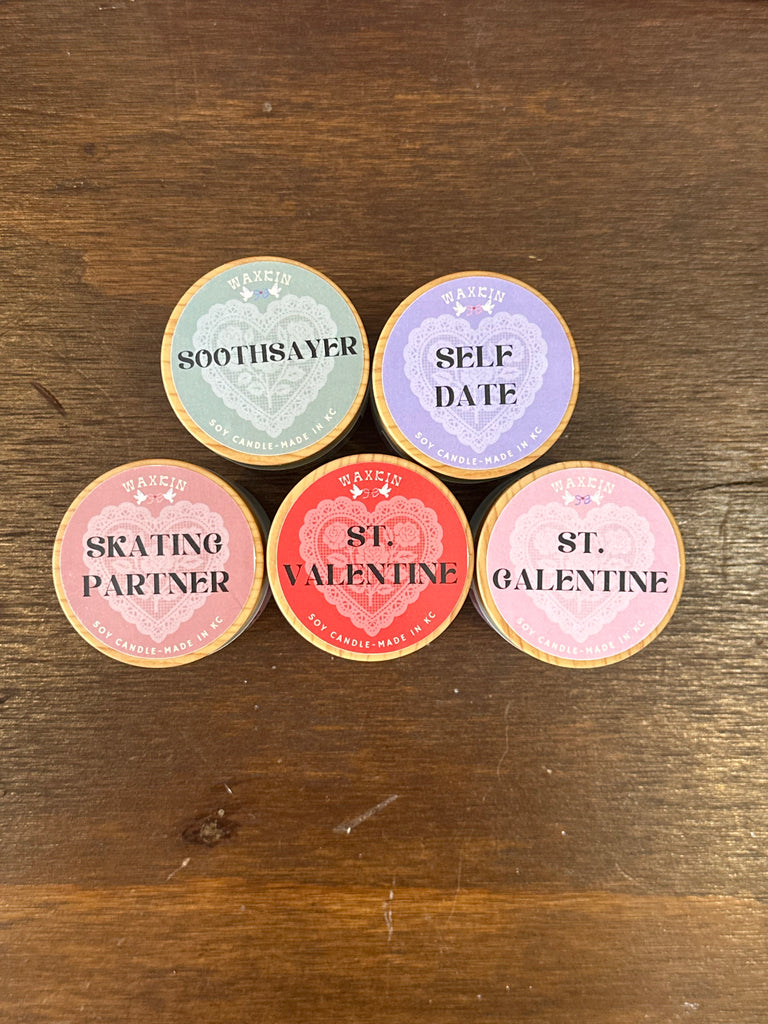 WAXKIN
SOOTHSAYER
SOY CANDLE-MADE IN KC
WAXKIN
SELF
DATE
SOY CANDLE-MADE IN KC
WAXKIN
SKATING
PARTNER
SOY CANDLE-MADE IN KC
WAXKIN
ST.
VALENTINE
SOY CANDLE-MADE IN KC
WAXKIN
ST.
GALENTINE
SOY CANDLE-MADE IN KC